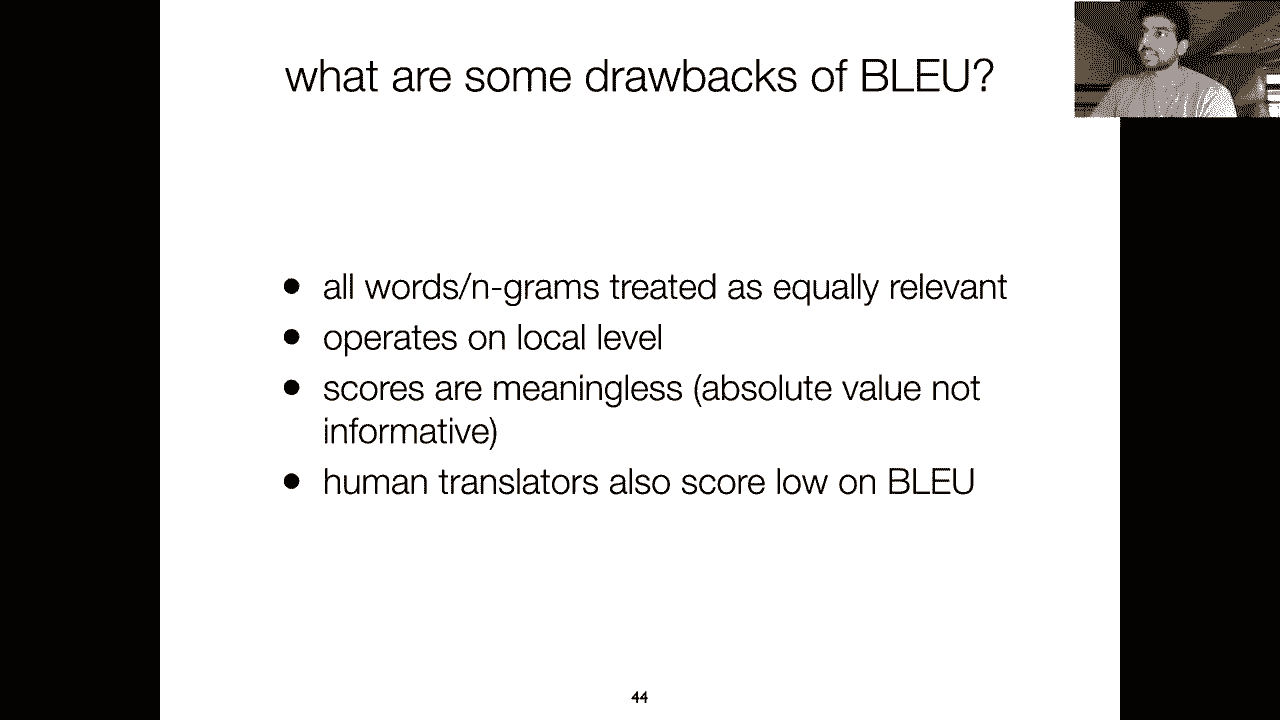 what are some drawbacks of BLEU?
• all words/n-grams treated as equally relevant
• operates on local level
• scores are meaningless (absolute value not
informative)
• human translators also score low on BLEU
44